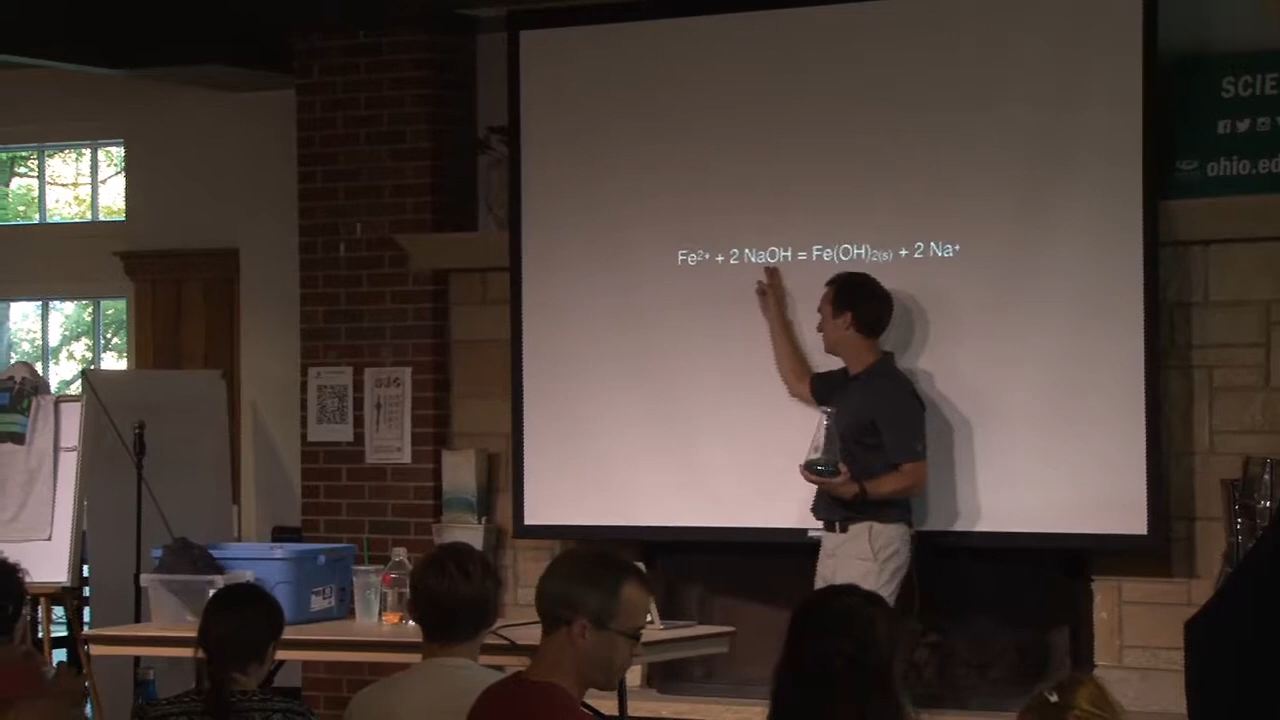 Fe²⁺ + 2 NaOH = Fe(OH)₂₍ₛ₎ + 2 Na⁺
SCIE
ohio.ed